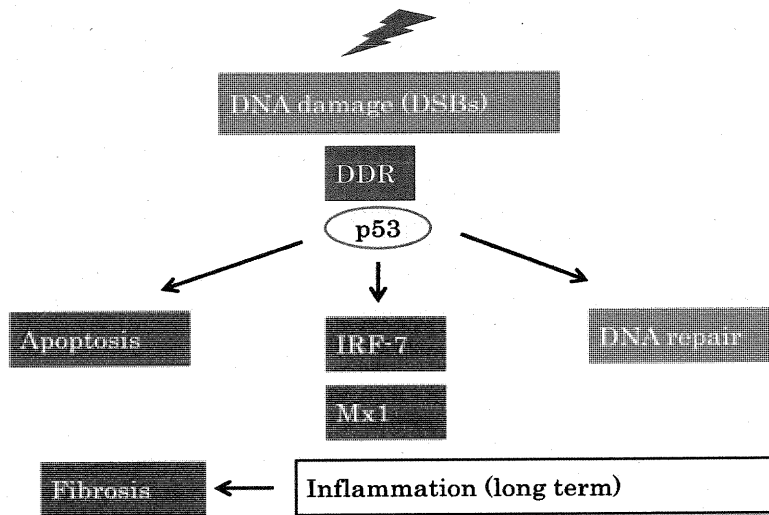 DNA damage (DSBs)
DDR
p53
Apoptosis
IRF-7
DNA repair
Mx1
Fibrosis
Inflammation (long term)